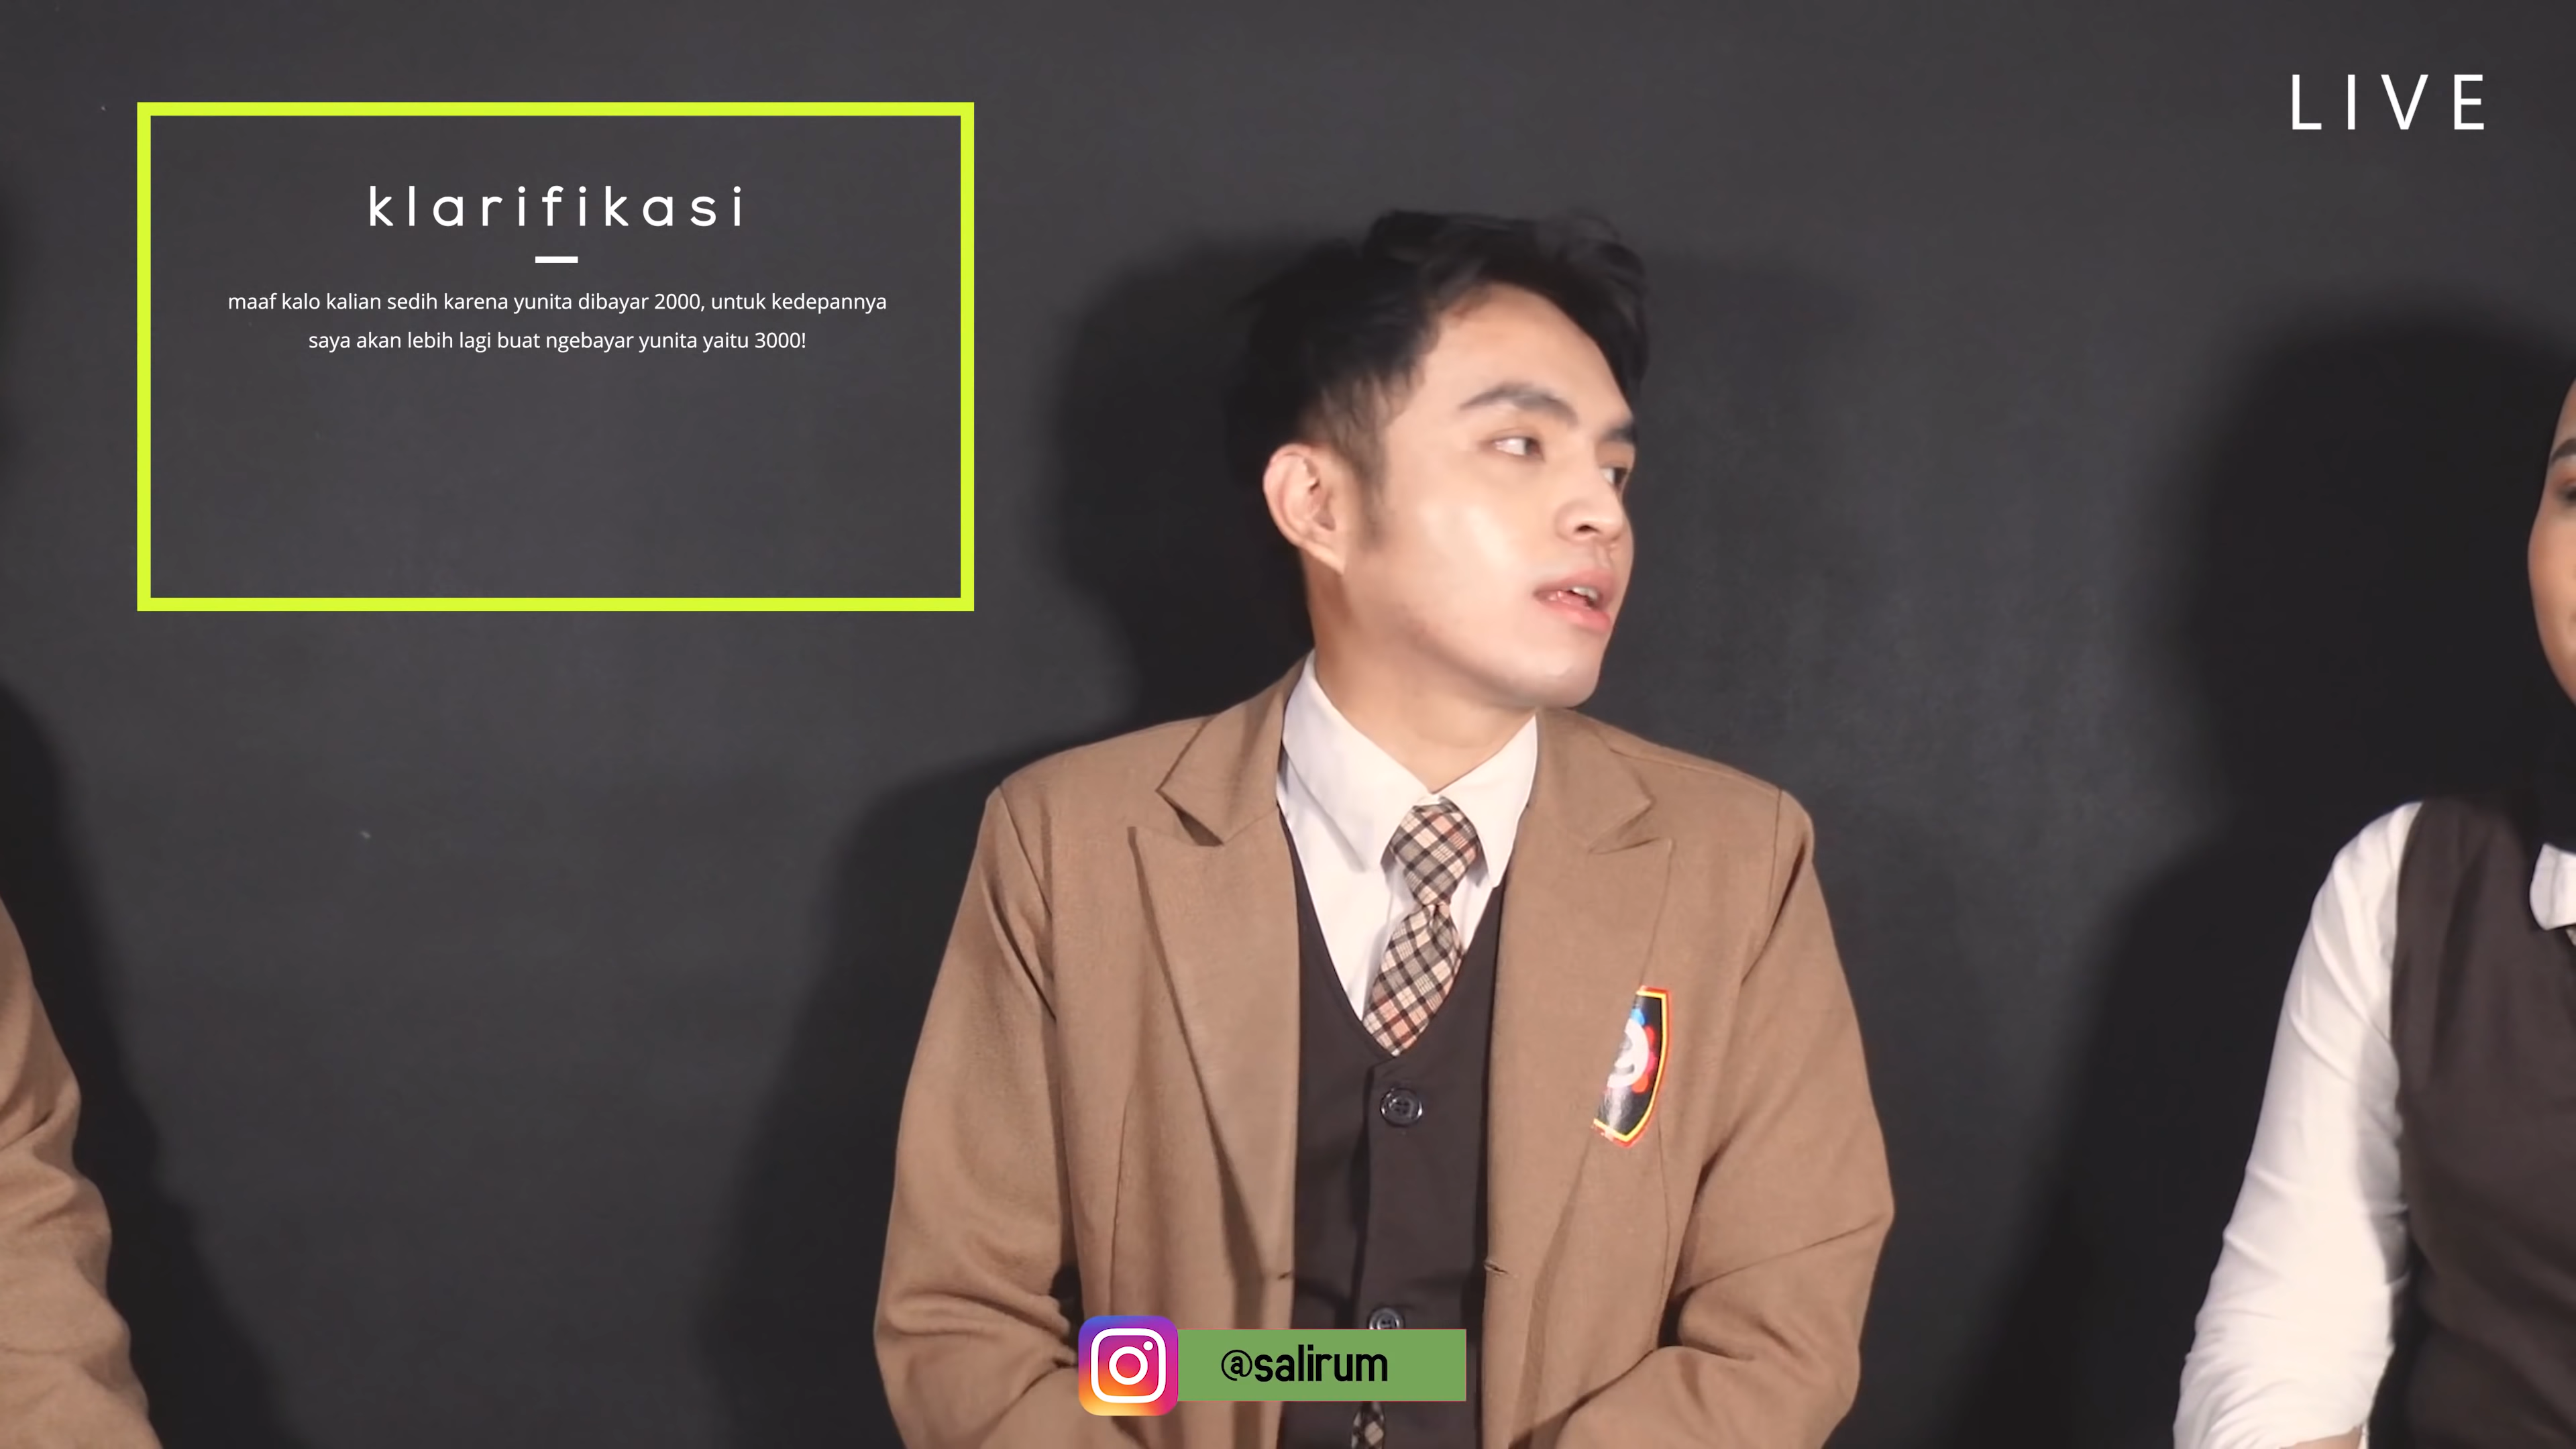 LIVE
klarifikasi
maaf kalo kalian sedih karena yunita dibayar 2000, untuk kedepannya
saya akan lebih lagi buat ngebayar yunita yaitu 3000!
@salirum